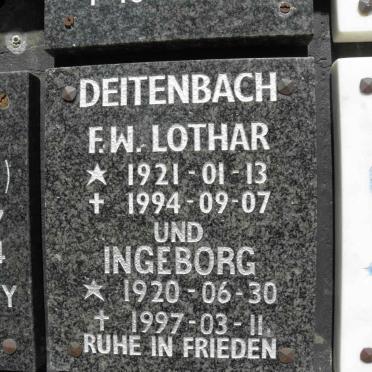 DEITENBACH
F.W. LOTHAR
★ 1921-01-13
✝ 1994-09-07
UND
INGEBORG
★ 1920-06-30
✝ 1997-03-11.
RUHE IN FRIEDEN